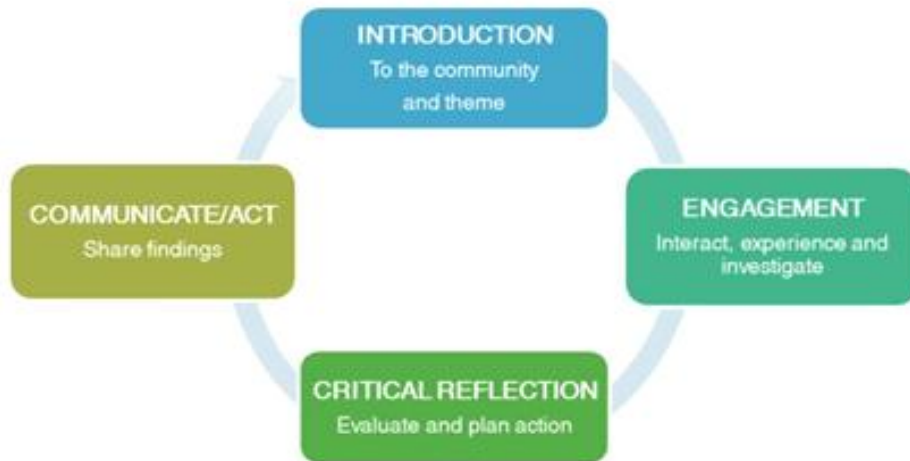 INTRODUCTION
To the community
and theme
ENGAGEMENT
Interact, experience and
investigate
CRITICAL REFLECTION
Evaluate and plan action
COMMUNICATE/ACT
Share findings